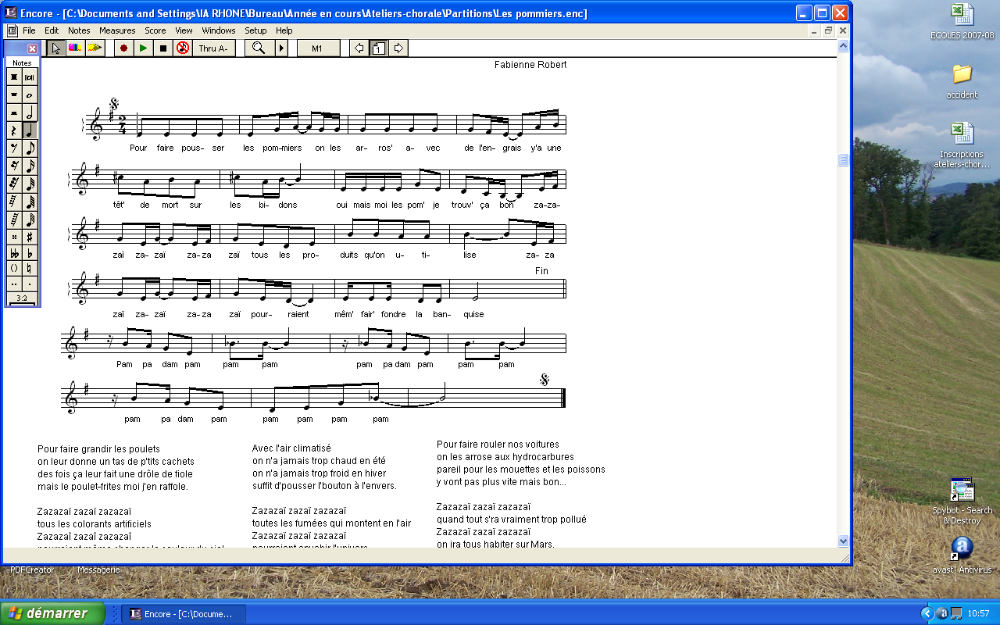 Encore - [C:\Documents and Settings\IA RHONE\Bureau\Année en cours\Ateliers-chorale\Partitions\Les pommiers.enc]
File Edit Notes Measures Score View Windows Setup Help
Thru A- M1 1
Notes
3:2
Fabienne Robert
2 4
Pour faire pous- ser les pom-miers on les ar- ros' a- vec de l'en- grais y'a une
têt' de mort sur les bi- dons oui mais moi les pom' je trouv' ça bon za-za-
zaï za- zaï za-za zaï tous les pro- duits qu'on u- ti- lise za- za
Fin
zaï za- zaï za-za zaï pour- raient mêm' fair' fondre la ban- quise
Pam pa dam pam pam pam pam pa dam pam pam pam
pam pa dam pam pam pam pam pam
Pour faire grandir les poulets
on leur donne un tas de p'tits cachets
des fois ça leur fait une drôle de fiole
mais le poulet-frites moi j'en raffole.
Zazazaï zazaï zazazaï
tous les colorants artificiels
Zazazaï zazaï zazazaï
Avec l'air climatisé
on n'a jamais trop chaud en été
on n'a jamais trop froid en hiver
suffit d'pousser l'bouton à l'envers.
Zazazaï zazaï zazazaï
toutes les fumées qui montent en l'air
Zazazaï zazaï zazazaï
Pour faire rouler nos voitures
on les arrose aux hydrocarbures
pareil pour les mouettes et les poissons
y vont pas plus vite mais bon...
Zazazaï zazaï zazazaï
quand tout s'ra vraiment trop pollué
Zazazaï zazaï zazazaï
on ira tous habiter sur Mars.
ECOLES 2007-08
accident
Inscriptions
ateliers-chor...
Spybot - Search
& Destroy
avast! Antivirus
PDFCreator Messagerie
démarrer
Encore - [C:\Docume...
10:57